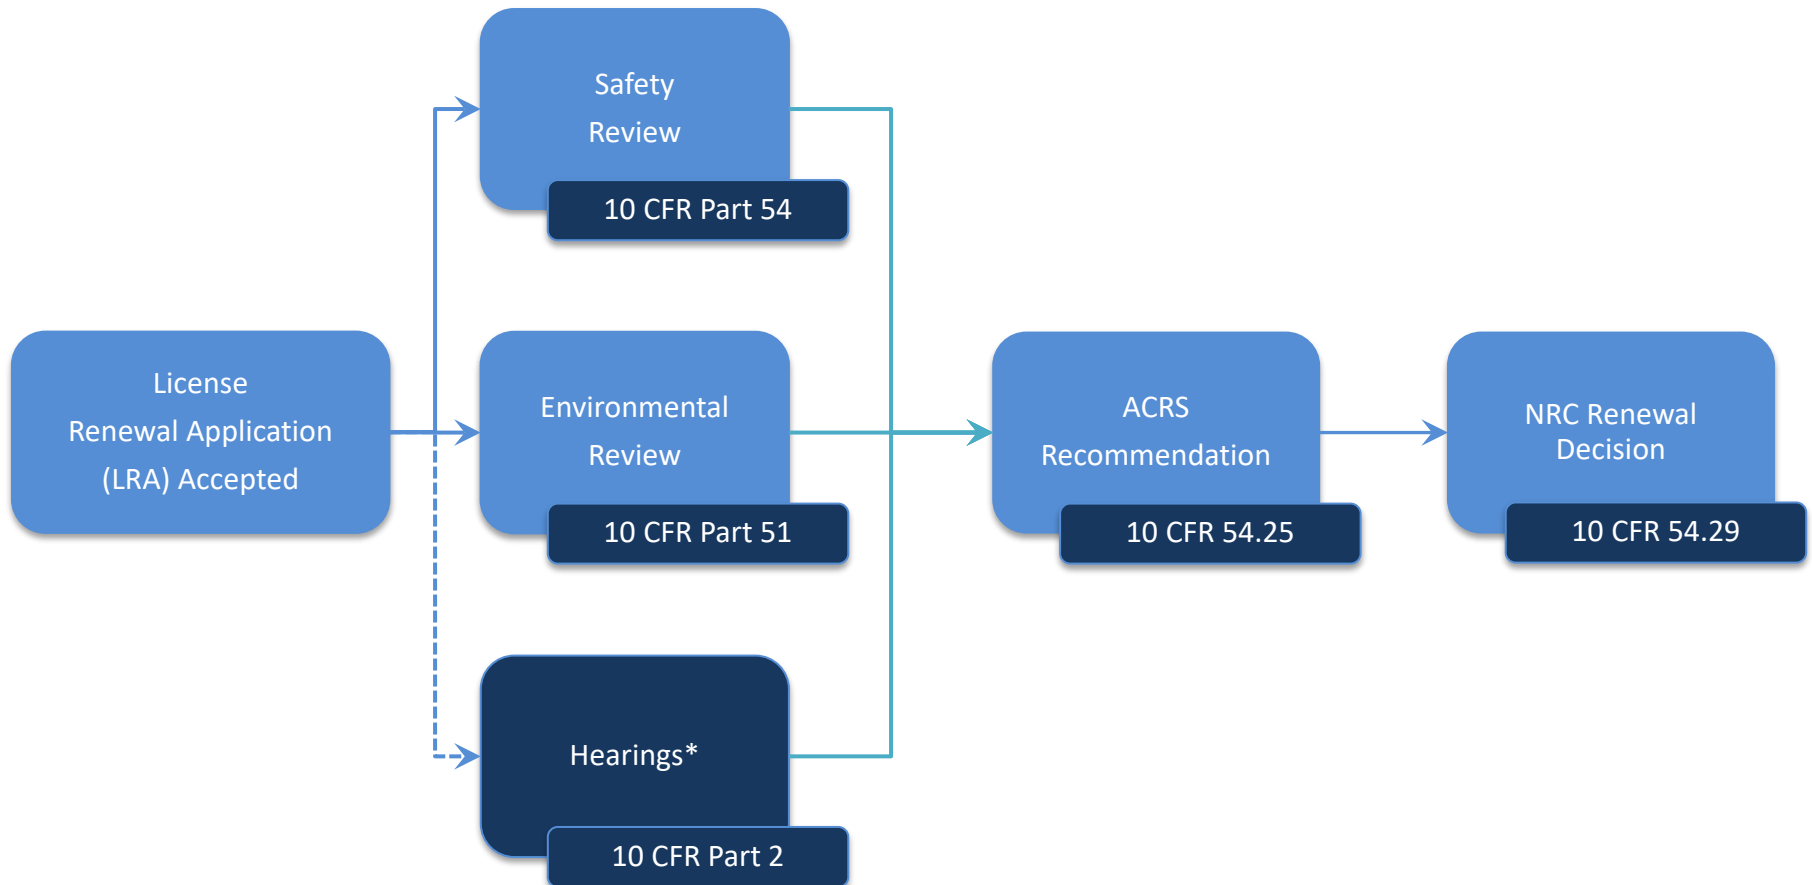 Safety
Review
10 CFR Part 54
License
Renewal Application
(LRA) Accepted
Environmental
Review
10 CFR Part 51
Hearings*
10 CFR Part 2
ACRS
Recommendation
10 CFR 54.25
NRC Renewal
Decision
10 CFR 54.29